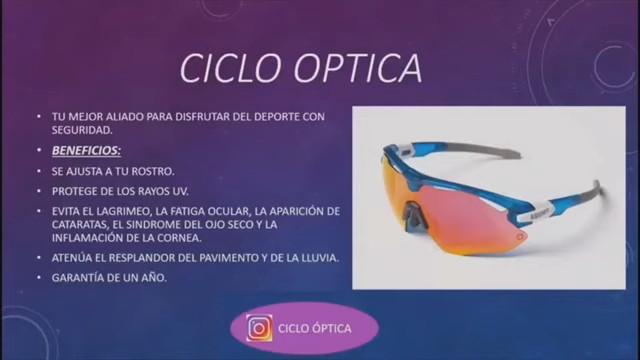 CICLO OPTICA
• TU MEJOR ALIADO PARA DISFRUTAR DEL DEPORTE CON
SEGURIDAD.
• BENEFICIOS:
• SE AJUSTA A TU ROSTRO.
• PROTEGE DE LOS RAYOS UV.
• EVITA EL LAGRIMEO, LA FATIGA OCULAR, LA APARICIÓN DE
CATARATAS, EL SINDROME DEL OJO SECO Y LA
INFLAMACIÓN DE LA CORNEA.
• ATENÚA EL RESPLANDOR DEL PAVIMENTO Y DE LA LLUVIA.
• GARANTÍA DE UN AÑO.
CICLO ÓPTICA